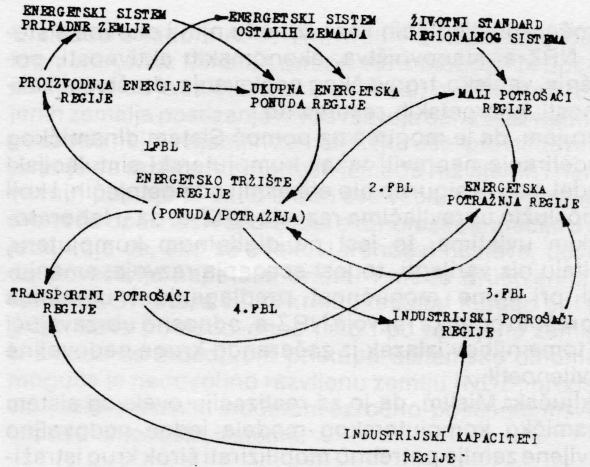 ENERGETSKI SISTEM
PRIPADNE ZEMLJE
ENERGETSKI SISTEM
OSTALIH ZEMALJA
ŽIVOTNI STANDARD
REGIONALNOG SISTEMA
PROIZVODNJA ENERGIJE
REGIJE
UKUPNA ENERGETSKA
PONUDA REGIJE
MALI POTROŠAČI
REGIJE
1.PBL
ENERGETSKO TRŽIŠTE
REGIJE
(PONUDA/POTRAŽNJA)
2.PBL
ENERGETSKA
POTRAŽNJA REGIJE
TRANSPORTNI POTROŠAČI
REGIJE
4.PBL
3.PBL
INDUSTRIJSKI POTROŠAČI
REGIJE
INDUSTRIJSKI KAPACITETI
REGIJE